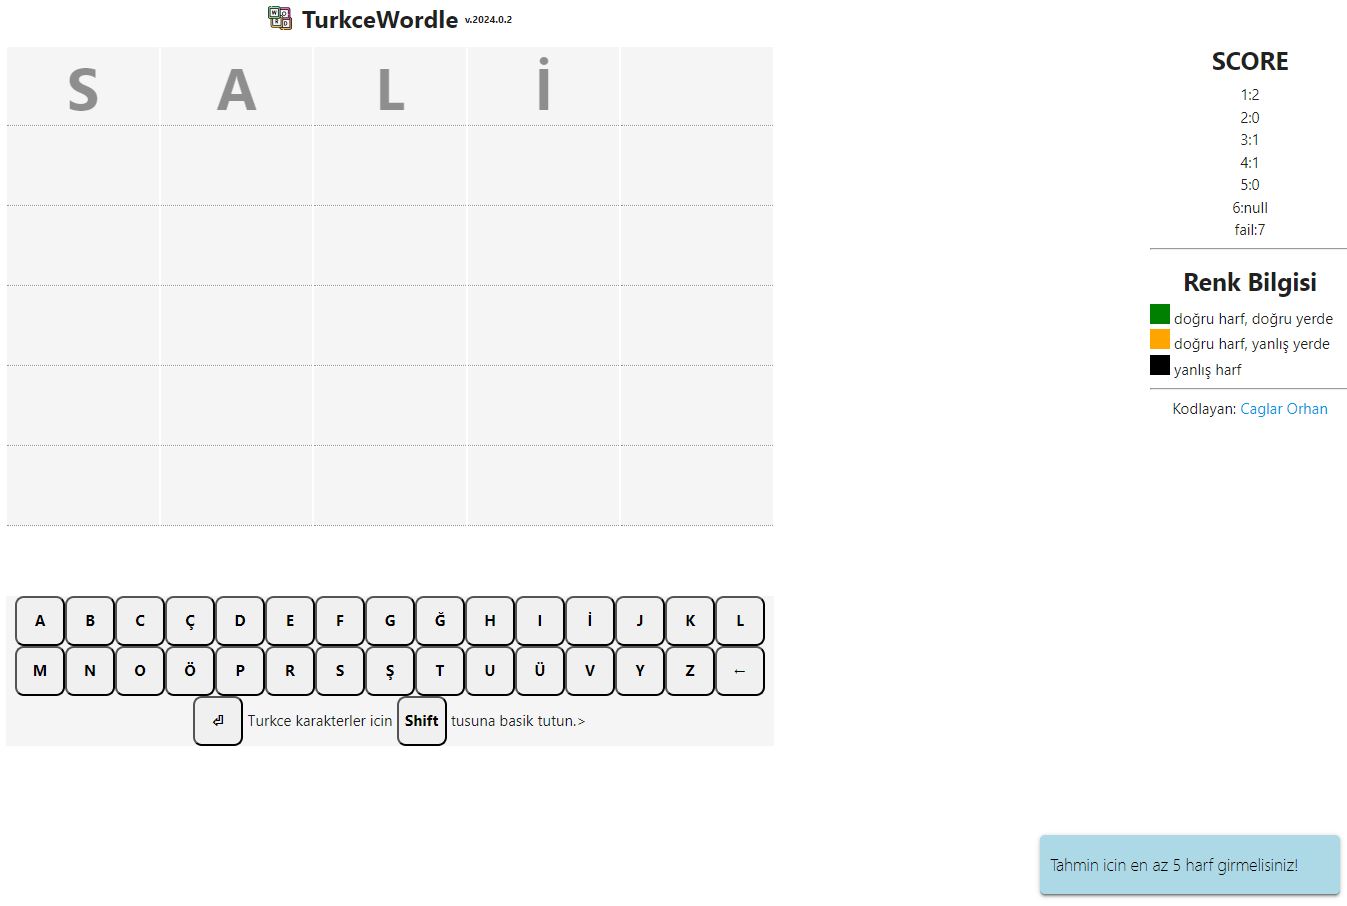 TurkceWordle v.2024.0.2
S A L İ
SCORE
1:2
2:0
3:1
4:1
5:0
6:null
fail:7
Renk Bilgisi
doğru harf, doğru yerde
doğru harf, yanlış yerde
yanlış harf
Kodlayan: Caglar Orhan
A B C Ç D E F G Ğ H I İ J K L
M N O Ö P R S Ş T U Ü V Y Z ←
⏎ Turkce karakterler icin Shift tusuna basik tutun.>
Tahmin icin en az 5 harf girmelisiniz!